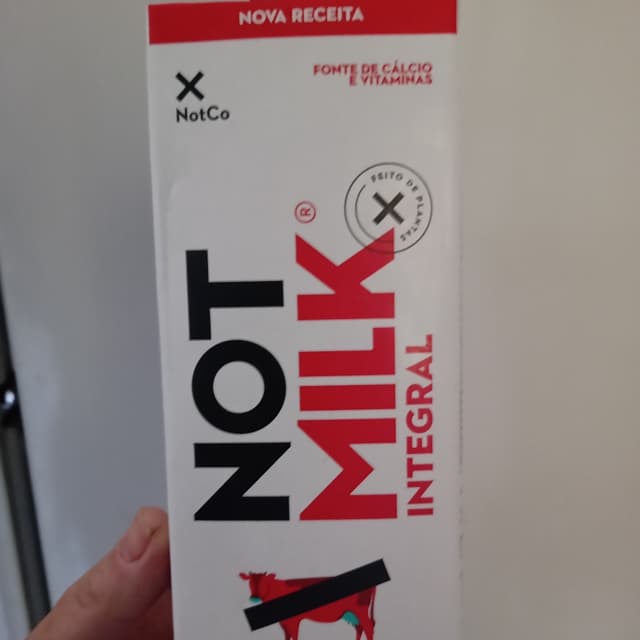 NOVA RECEITA
NotCo
FONTE DE CÁLCIO
E VITAMINAS
FEITO DE PLANTAS
NOT
MILK®
INTEGRAL